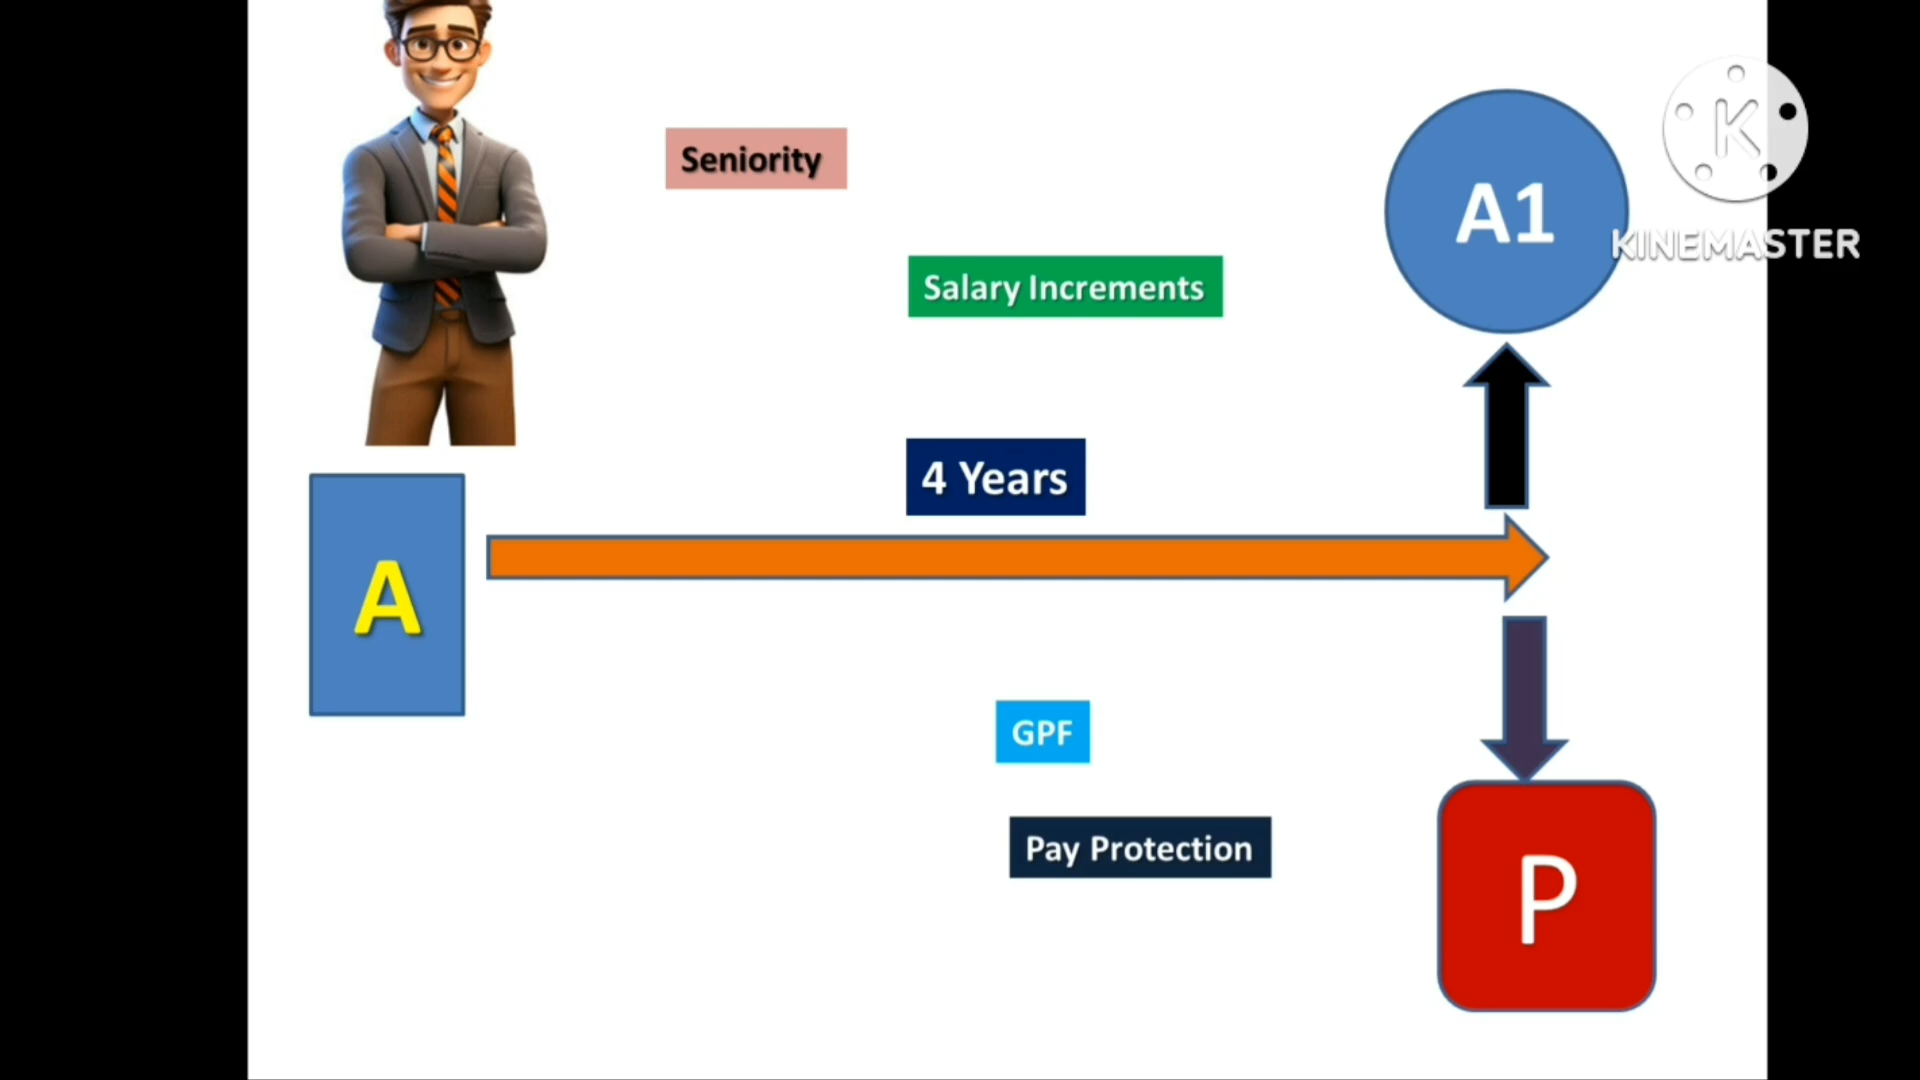 Seniority
A1
K
KINEMASTER
Salary Increments
4 Years
A
GPF
Pay Protection
P